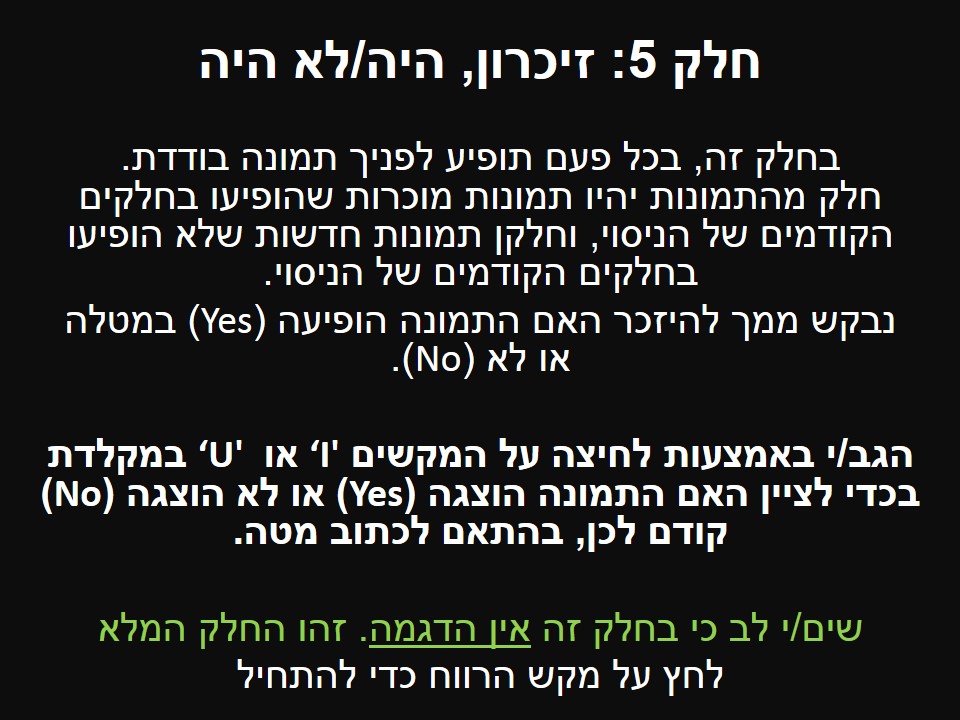 חלק 5: זיכרון, היה/לא היה
בחלק זה, בכל פעם תופיע לפניך תמונה בודדת.
חלק מהתמונות יהיו תמונות מוכרות שהופיעו בחלקים
הקודמים של הניסוי, וחלקן תמונות חדשות שלא הופיעו
בחלקים הקודמים של הניסוי.
נבקש ממך להיזכר האם התמונה הופיעה (Yes) במטלה
או לא (No).
הגב/י באמצעות לחיצה על המקשים 'I‘ או 'U‘ במקלדת
בכדי לציין האם התמונה הוצגה (Yes) או לא הוצגה (No)
קודם לכן, בהתאם לכתוב מטה.
שים/י לב כי בחלק זה אין הדגמה. זהו החלק המלא
לחץ על מקש הרווח כדי להתחיל